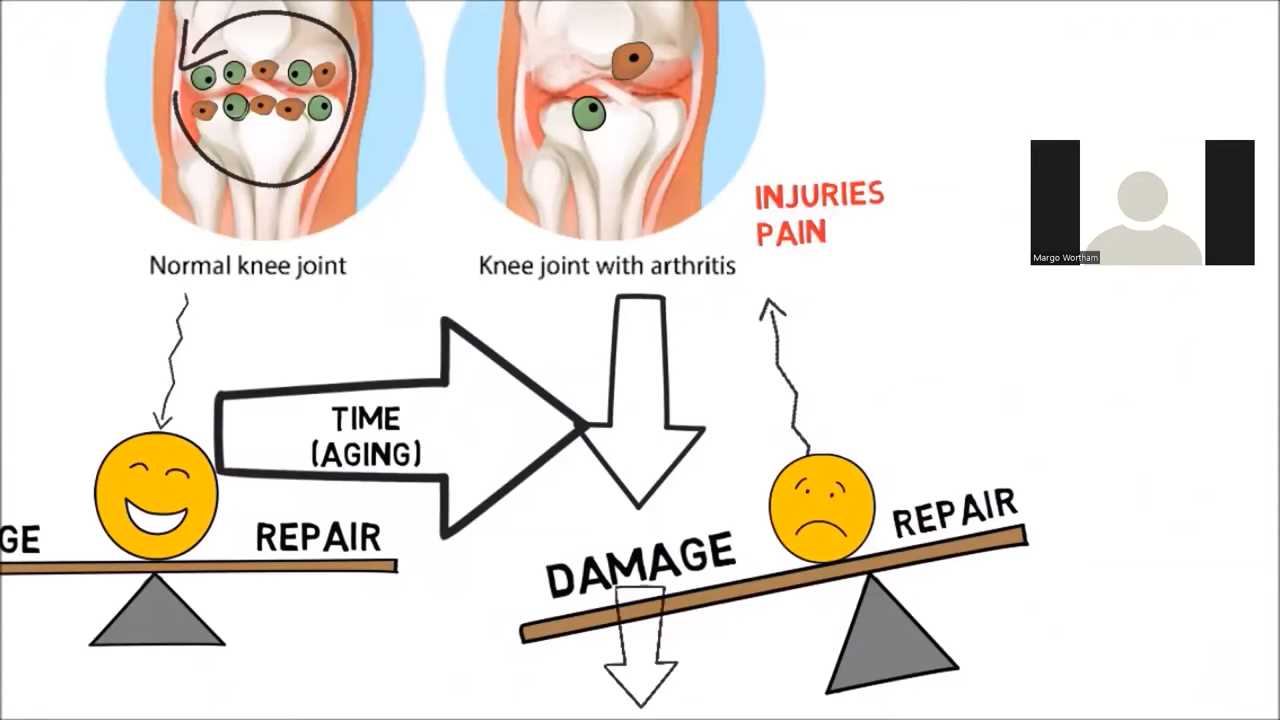 INJURIES
PAIN
Margo Wortham
Normal knee joint
Knee joint with arthritis
TIME
(AGING)
GE
REPAIR
DAMAGE
REPAIR